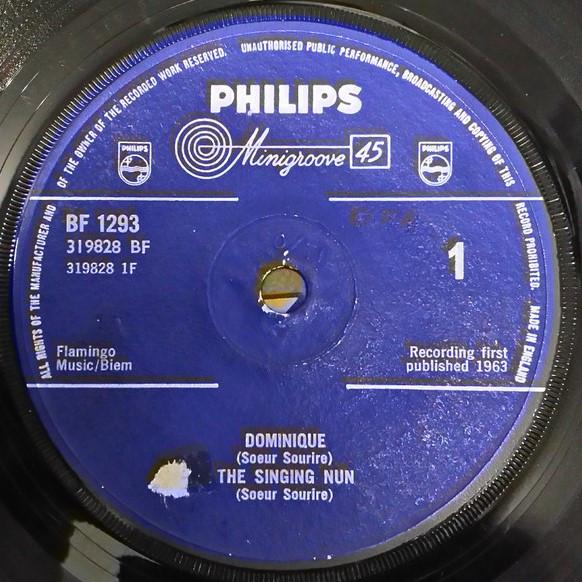 ALL RIGHTS OF THE MANUFACTURER AND OF THE OWNER OF THE RECORDED WORK RESERVED. UNAUTHORISED PUBLIC PERFORMANCE, BROADCASTING AND COPYING OF THIS RECORD PROHIBITED. MADE IN ENGLAND
PHILIPS
Minigroove 45
PHILIPS
PHILIPS
BF 1293
319828 BF
319828 1F
1
Flamingo
Music/Biem
Recording first
published 1963
DOMINIQUE
(Soeur Sourire)
THE SINGING NUN
(Soeur Sourire)